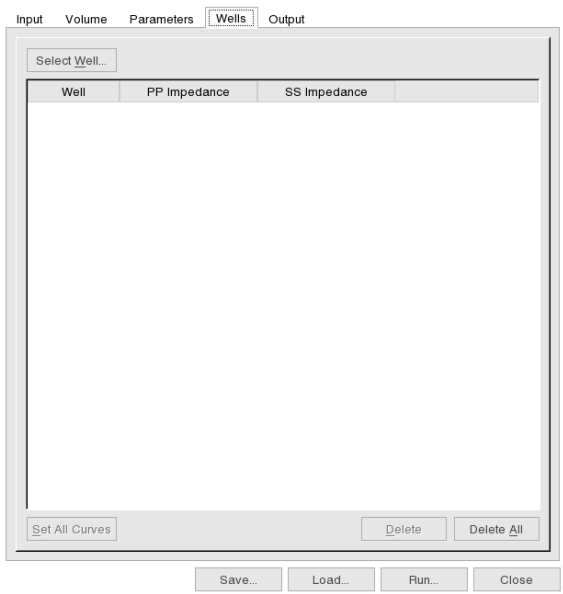 Input Volume Parameters Wells Output
Select Well...
Well PP Impedance SS Impedance
Set All Curves Delete Delete All
Save... Load... Run... Close